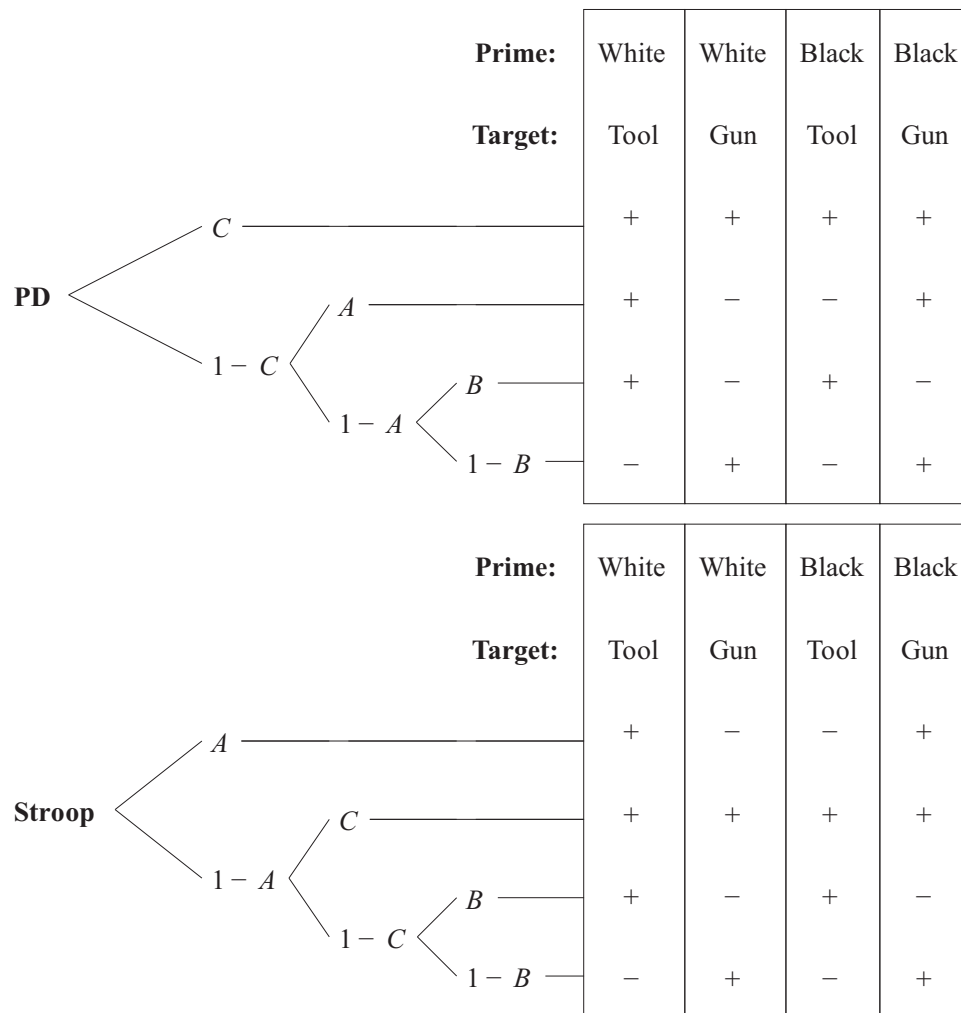 Prime: White White Black Black
Target: Tool Gun Tool Gun
C + + + +
PD
A + − − +
1 − C
B + − + −
1 − A
1 − B − + − +
Prime: White White Black Black
Target: Tool Gun Tool Gun
A + − − +
Stroop
C + + + +
1 − A
B + − + −
1 − C
1 − B − + − +